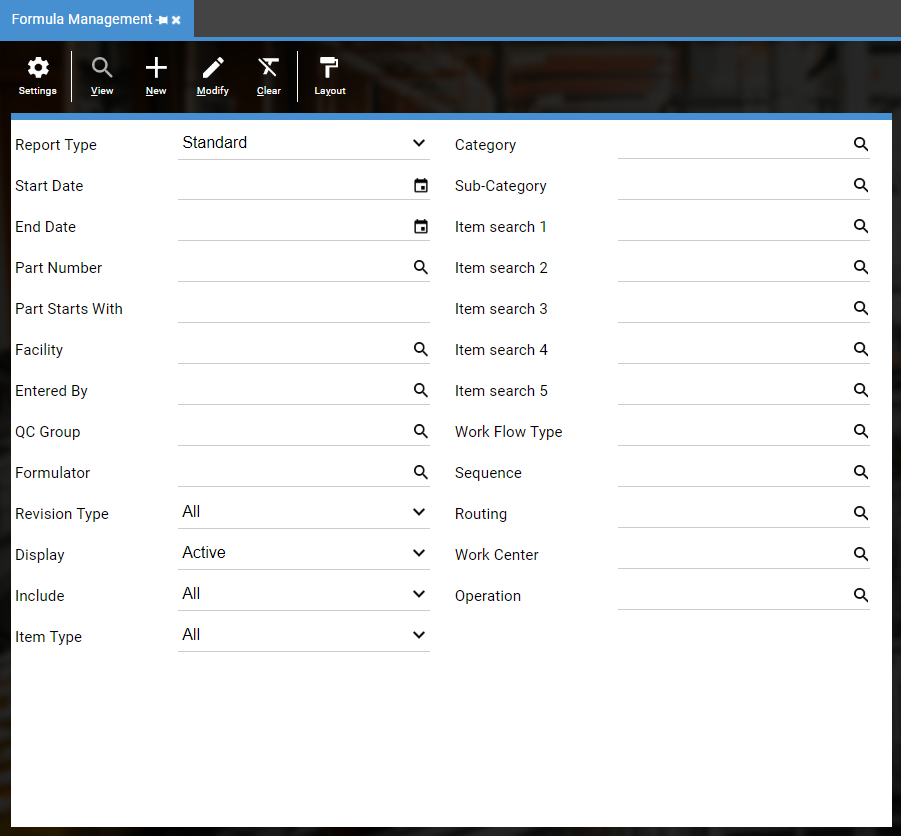 Formula Management
Settings View New Modify Clear Layout
Report Type Standard Category
Start Date Sub-Category
End Date Item search 1
Part Number Item search 2
Part Starts With Item search 3
Facility Item search 4
Entered By Item search 5
QC Group Work Flow Type
Formulator Sequence
Revision Type All Routing
Display Active Work Center
Include All Operation
Item Type All